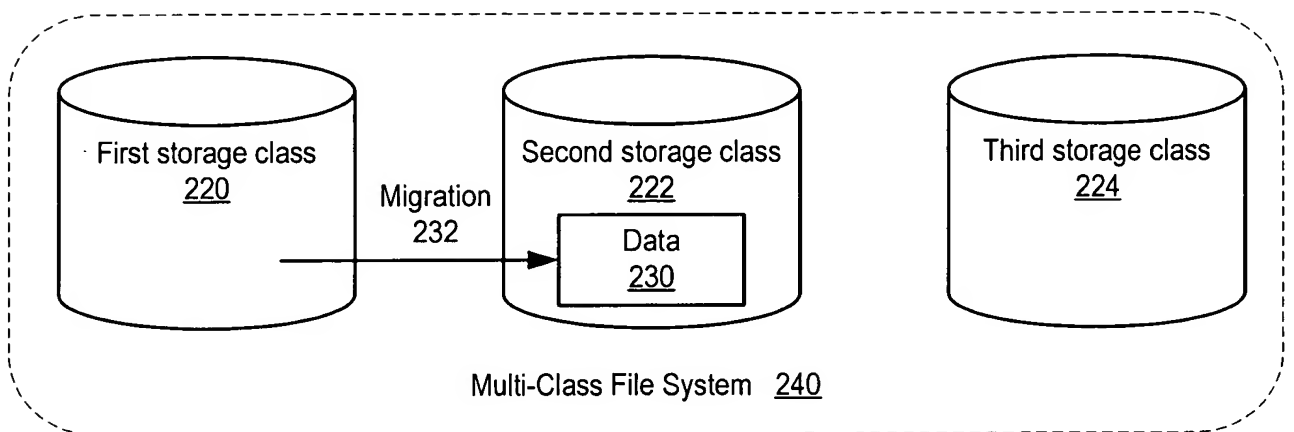 First storage class
220
Migration
232
Second storage class
222
Data
230
Third storage class
224
Multi-Class File System 240